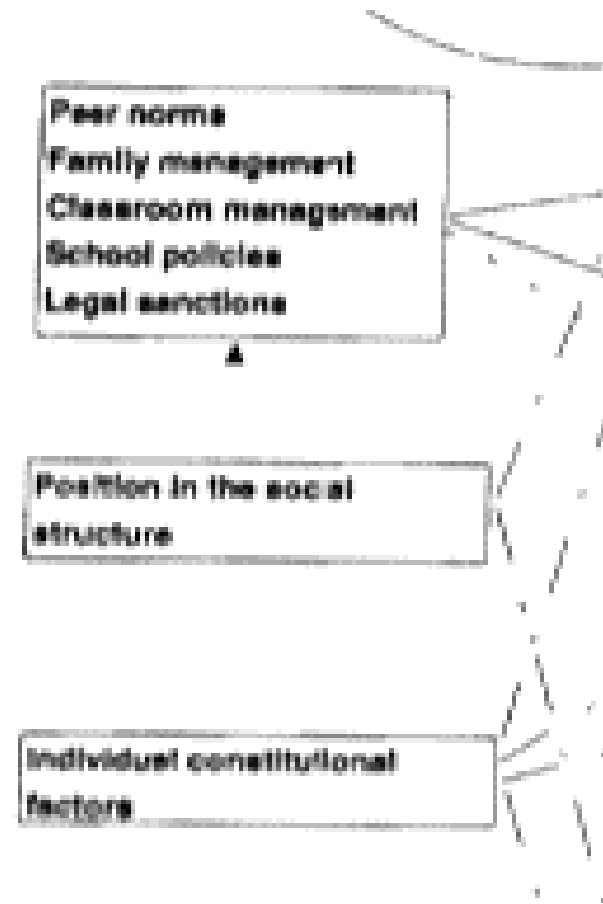 Peer norms
Family management
Classroom management
School policies
Legal sanctions
Position in the social
structure
Individual constitutional
factors